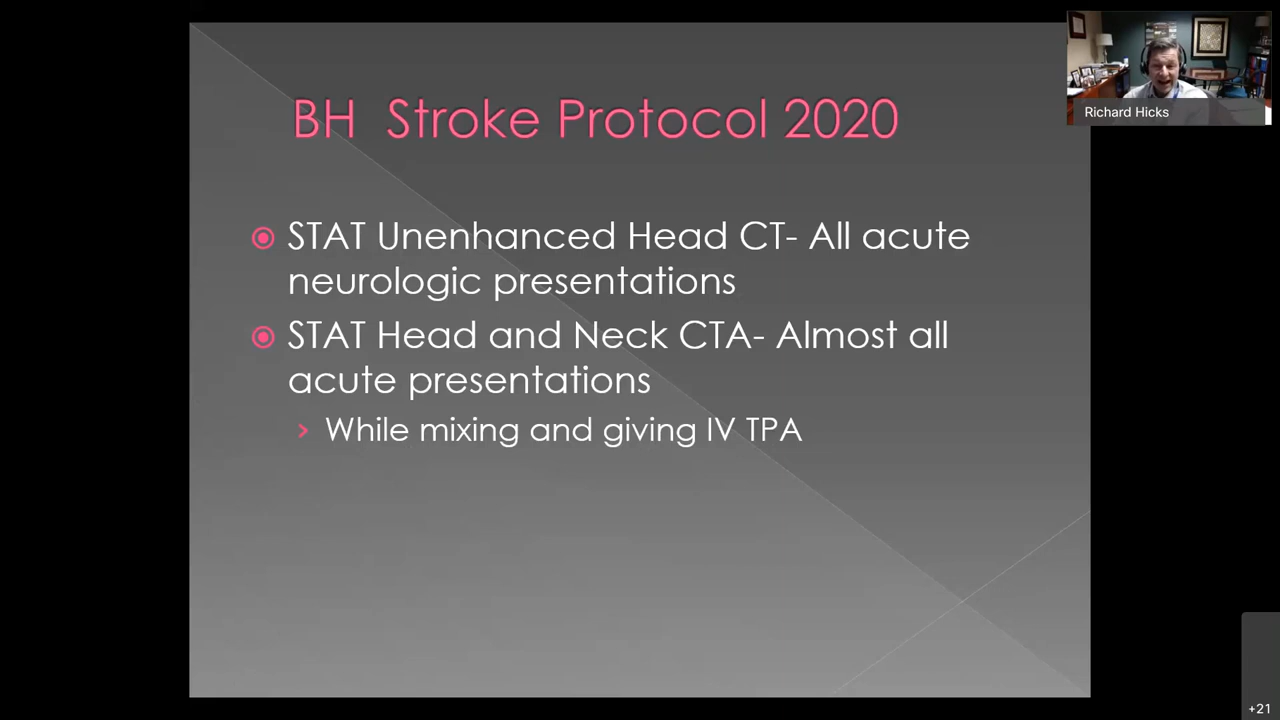 BH Stroke Protocol 2020
Richard Hicks
STAT Unenhanced Head CT- All acute
neurologic presentations
STAT Head and Neck CTA- Almost all
acute presentations
While mixing and giving IV TPA
+21